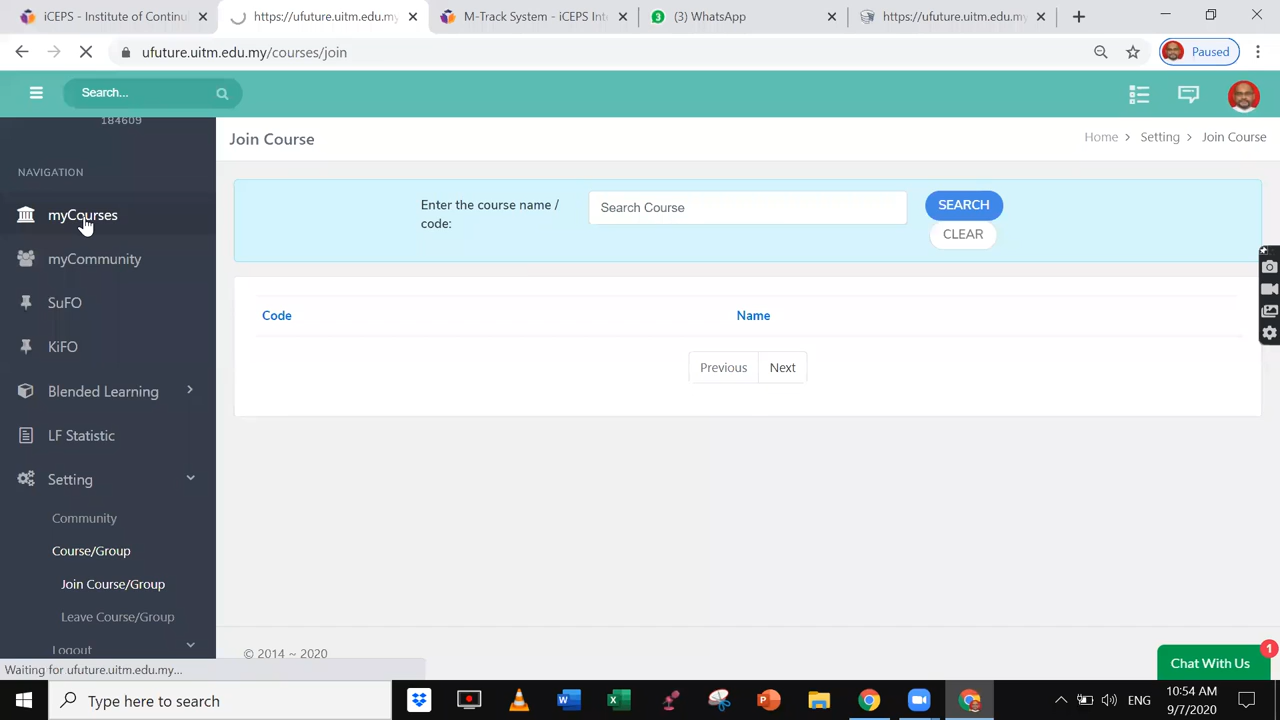 iCEPS - Institute of Continu
https://ufuture.uitm.edu.my/
M-Track System - iCEPS Int
(3) WhatsApp
https://ufuture.uitm.edu.my
ufuture.uitm.edu.my/courses/join
Paused
Search...
184609
Join Course
Home > Setting > Join Course
NAVIGATION
myCourses
myCommunity
SuFO
KiFO
Blended Learning
LF Statistic
Setting
Community
Course/Group
Join Course/Group
Leave Course/Group
Logout
Enter the course name /
code:
Search Course
SEARCH
CLEAR
Code
Name
Previous
Next
© 2014 ~ 2020
Waiting for ufuture.uitm.edu.my...
1
Chat With Us
Type here to search
ENG
10:54 AM
9/7/2020